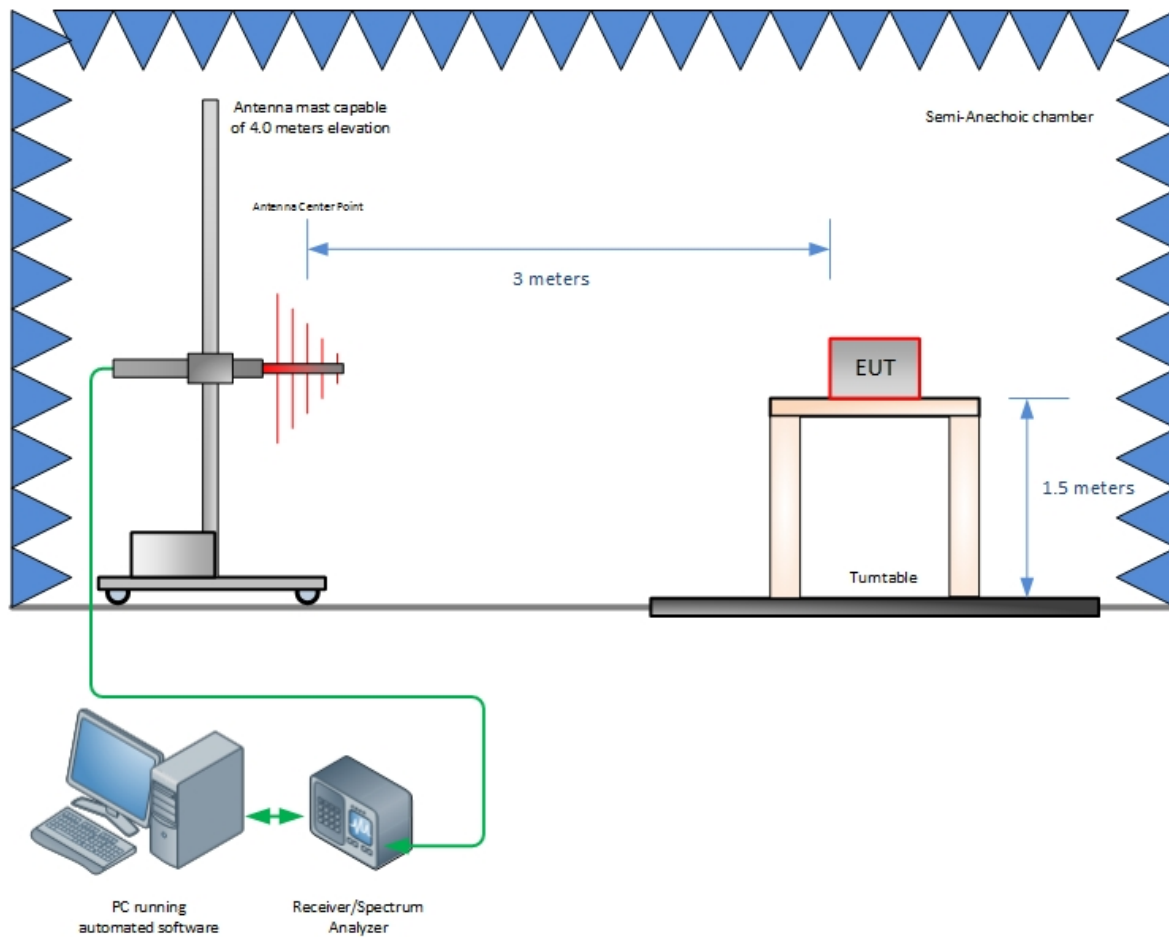 Antenna mast capable
of 4.0 meters elevation
Semi-Anechoic chamber
Antenna Center Point
3 meters
EUT
1.5 meters
Turntable
PC running
automated software
Receiver/Spectrum
Analyzer